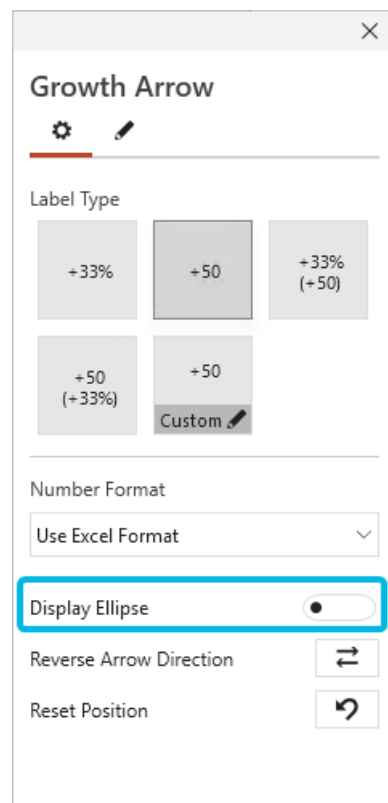 Growth Arrow
Label Type
+33%
+50
+33%
(+50)
+50
(+33%)
+50
Custom
Number Format
Use Excel Format
Display Ellipse
Reverse Arrow Direction
Reset Position